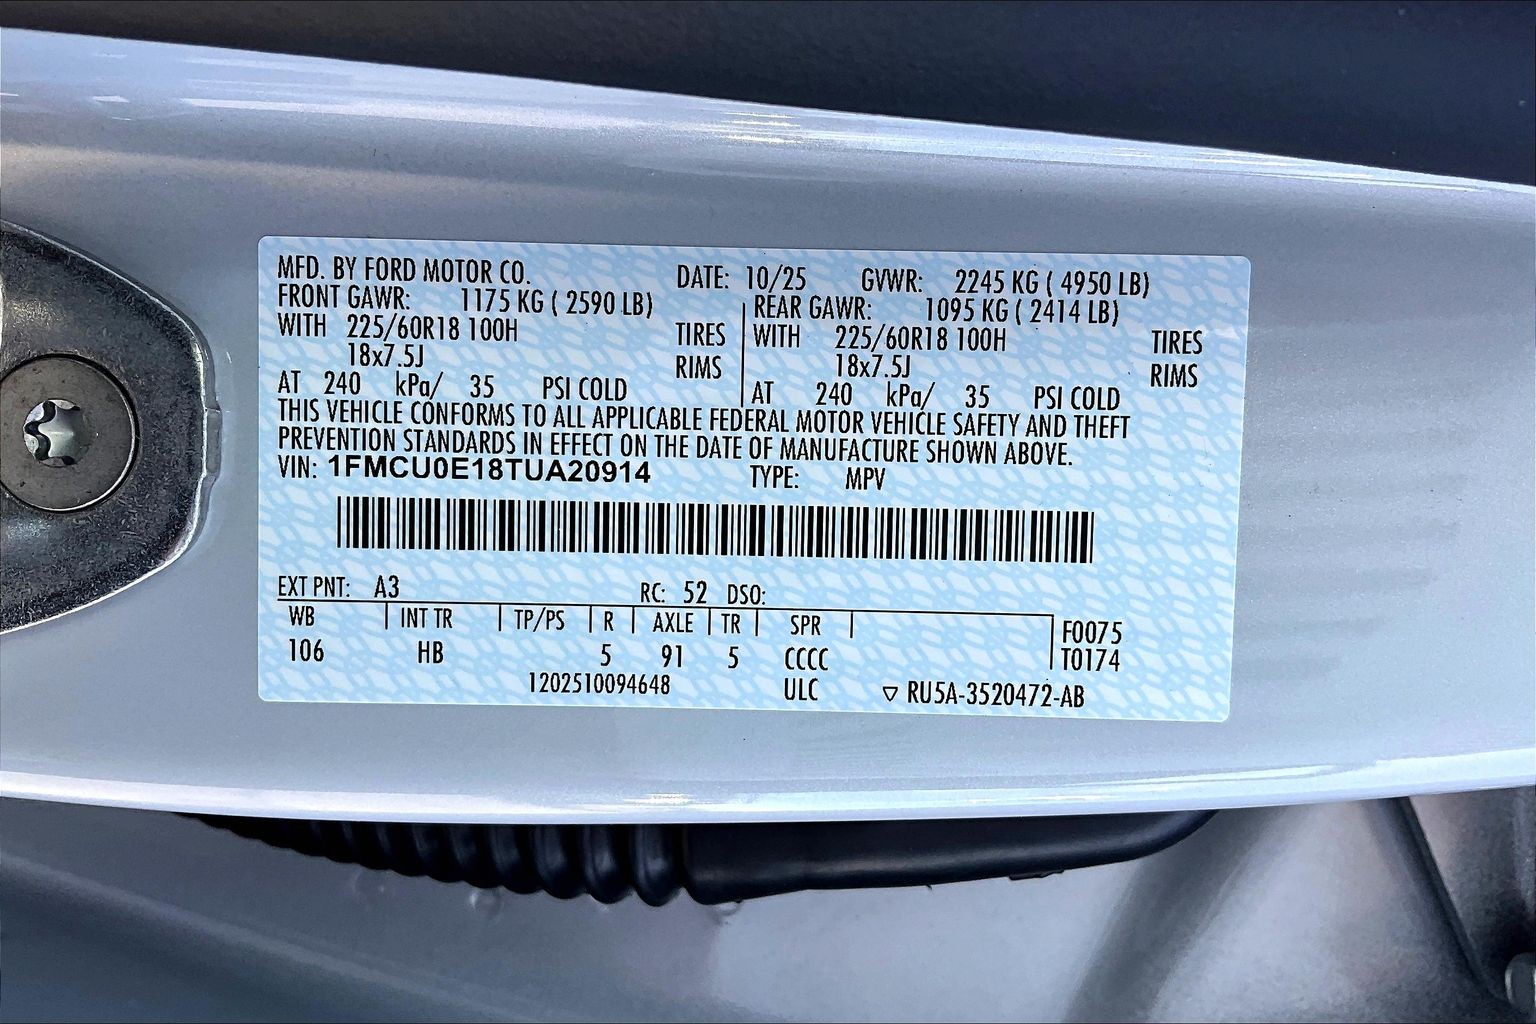 MFD. BY FORD MOTOR CO. DATE: 10/25 GVWR: 2245 KG ( 4950 LB)
FRONT GAWR: 1175 KG ( 2590 LB) REAR GAWR: 1095 KG ( 2414 LB)
WITH 225/60R18 100H TIRES WITH 225/60R18 100H TIRES
18x7.5J RIMS 18x7.5J RIMS
AT 240 kPa/ 35 PSI COLD AT 240 kPa/ 35 PSI COLD
THIS VEHICLE CONFORMS TO ALL APPLICABLE FEDERAL MOTOR VEHICLE SAFETY AND THEFT
PREVENTION STANDARDS IN EFFECT ON THE DATE OF MANUFACTURE SHOWN ABOVE.
VIN: 1FMCU0E18TUA20914 TYPE: MPV
EXT PNT: A3 RC: 52 DSO:
WB INT TR TP/PS R AXLE TR SPR F0075
106 HB 5 91 5 CCCC T0174
1202510094648 ULC ▽ RU5A-3520472-AB